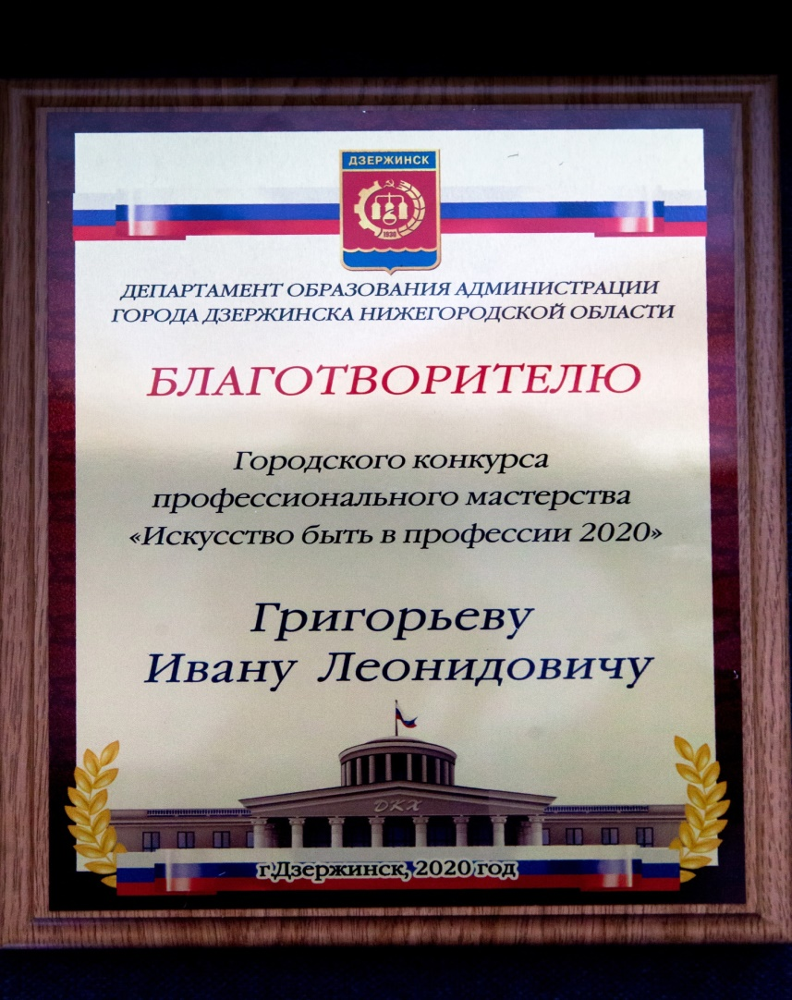 ДЗЕРЖИНСК
1930
ДЕПАРТАМЕНТ ОБРАЗОВАНИЯ АДМИНИСТРАЦИИ
ГОРОДА ДЗЕРЖИНСКА НИЖЕГОРОДСКОЙ ОБЛАСТИ
БЛАГОТВОРИТЕЛЮ
Городского конкурса
профессионального мастерства
«Искусство быть в профессии 2020»
Григорьеву
Ивану Леонидовичу
ДКХ
г.Дзержинск, 2020 год